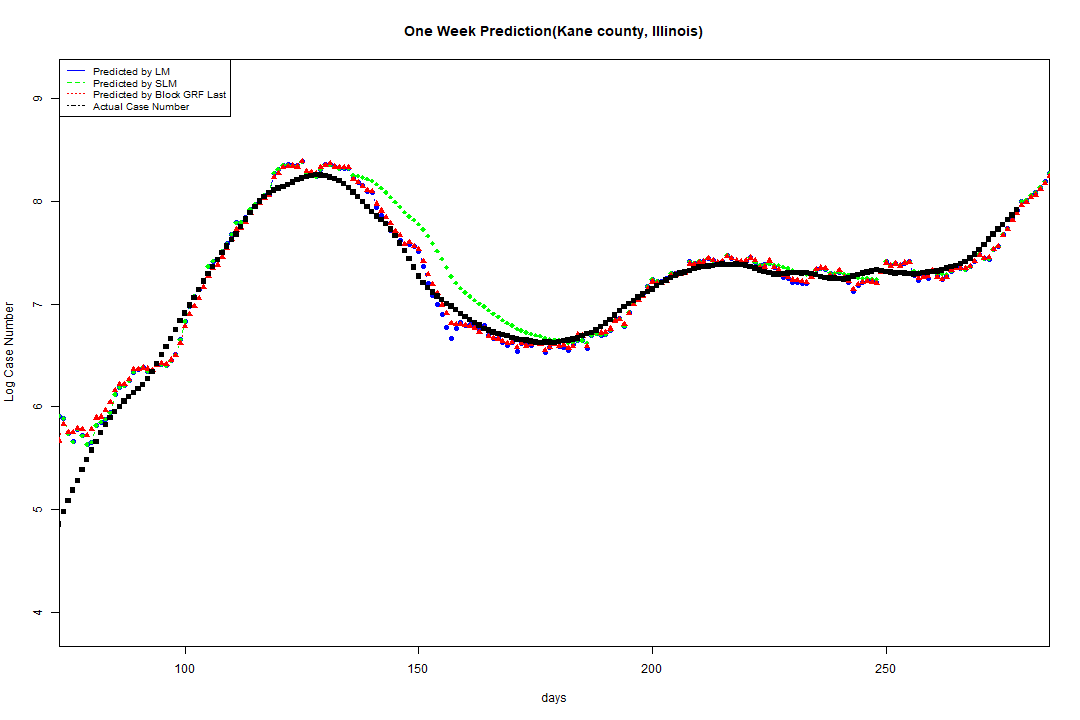 One Week Prediction(Kane county, Illinois)
Predicted by LM
Predicted by SLM
Predicted by Block GRF Last
Actual Case Number
9
8
7
6
5
4
Log Case Number
100 150 200 250
days